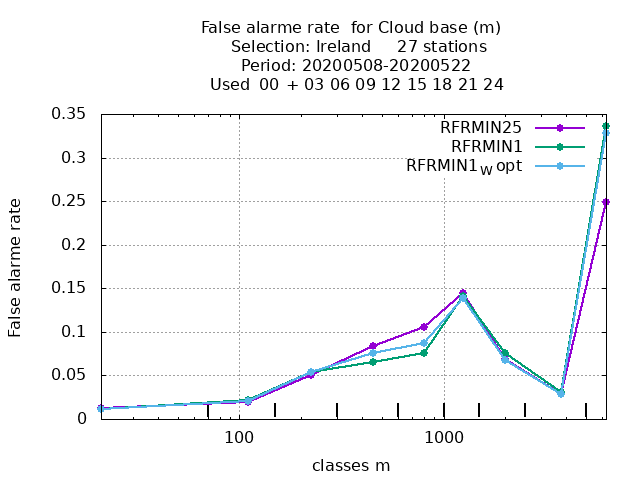 False alarme rate  for Cloud base (m)
Selection: Ireland     27 stations
Period: 20200508-20200522
Used  00 + 03 06 09 12 15 18 21 24
RFRMIN25
RFRMIN1
RFRMIN1W opt
0.35
0.3
0.25
0.2
0.15
0.1
0.05
0
False alarme rate
100
1000
classes m